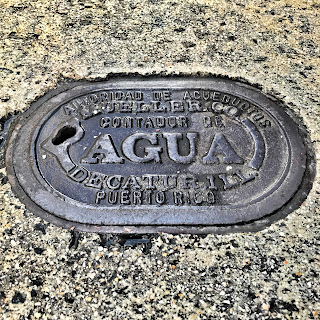 AUTORIDAD DE ACUEDUCTOS
MUELLER CO.
CONTADOR DE
AGUA
DECATUR. ILL
PUERTO RICO